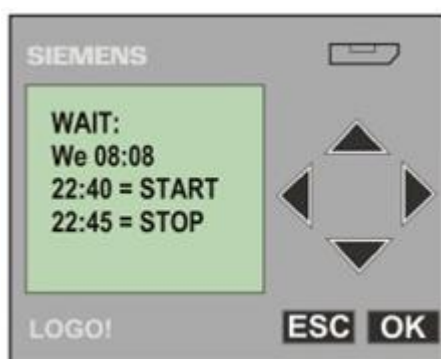 SIEMENS
WAIT:
We 08:08
22:40 = START
22:45 = STOP
LOGO!
ESC OK